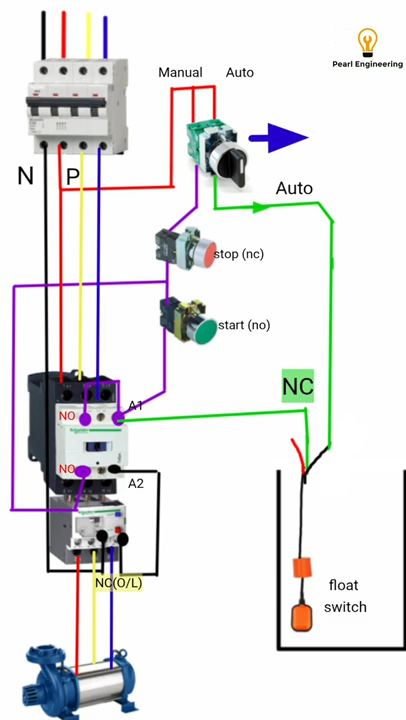 Pearl Engineering
Manual Auto
N P
Auto
stop (nc)
start (no)
NC
A1
NO
NO
A2
NC(O/L)
float
switch